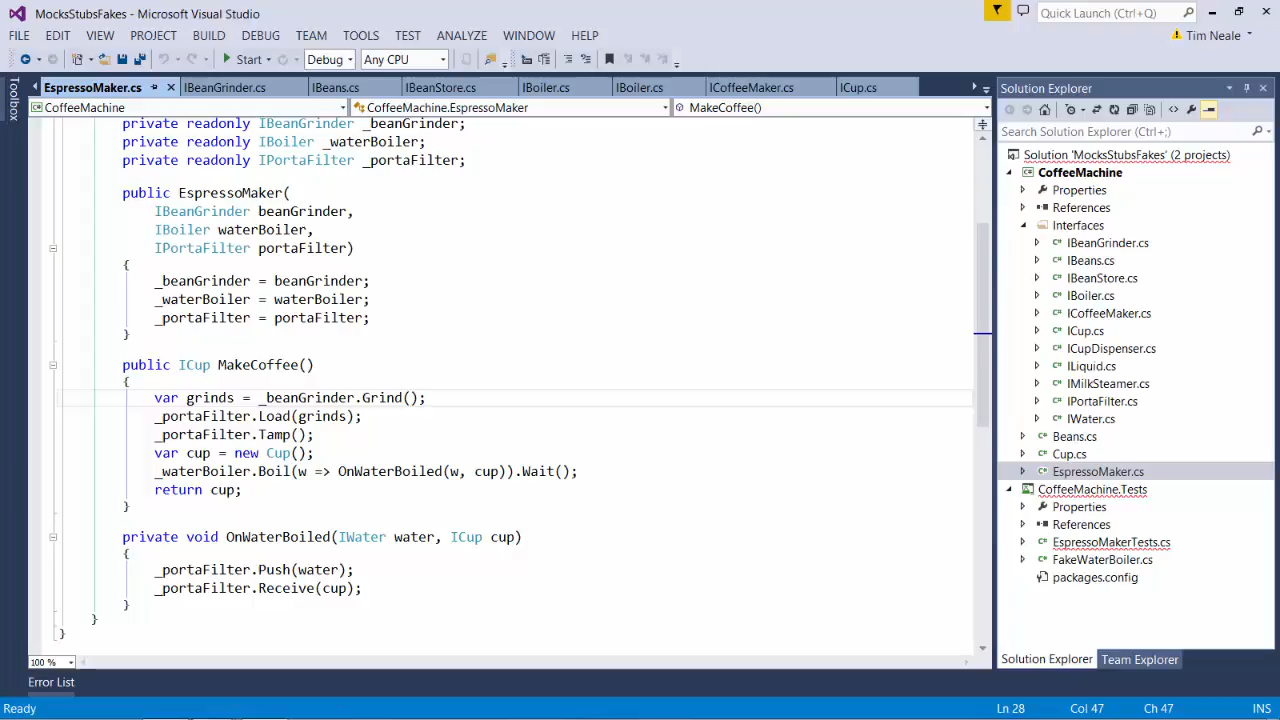 MocksStubsFakes - Microsoft Visual Studio
Quick Launch (Ctrl+Q)
FILE EDIT VIEW PROJECT BUILD DEBUG TEAM TOOLS TEST ANALYZE WINDOW HELP
Tim Neale
Start Debug Any CPU
Toolbox
EspressoMaker.cs IBeanGrinder.cs IBeans.cs IBeanStore.cs IBoiler.cs IBoiler.cs ICoffeeMaker.cs ICup.cs
CoffeeMachine CoffeeMachine.EspressoMaker MakeCoffee()
private readonly IBeanGrinder _beanGrinder;
private readonly IBoiler _waterBoiler;
private readonly IPortaFilter _portaFilter;
public EspressoMaker(
IBeanGrinder beanGrinder,
IBoiler waterBoiler,
IPortaFilter portaFilter)
{
_beanGrinder = beanGrinder;
_waterBoiler = waterBoiler;
_portaFilter = portaFilter;
}
public ICup MakeCoffee()
{
var grinds = _beanGrinder.Grind();
_portaFilter.Load(grinds);
_portaFilter.Tamp();
var cup = new Cup();
_waterBoiler.Boil(w => OnWaterBoiled(w, cup)).Wait();
return cup;
}
private void OnWaterBoiled(IWater water, ICup cup)
{
_portaFilter.Push(water);
_portaFilter.Receive(cup);
}
}
}
100 %
Solution Explorer
Search Solution Explorer (Ctrl+;)
Solution 'MocksStubsFakes' (2 projects)
CoffeeMachine
Properties
References
Interfaces
IBeanGrinder.cs
IBeans.cs
IBeanStore.cs
IBoiler.cs
ICoffeeMaker.cs
ICup.cs
ICupDispenser.cs
ILiquid.cs
IMilkSteamer.cs
IPortaFilter.cs
IWater.cs
Beans.cs
Cup.cs
EspressoMaker.cs
CoffeeMachine.Tests
Properties
References
EspressoMakerTests.cs
FakeWaterBoiler.cs
packages.config
Solution Explorer Team Explorer
Error List
Ready Ln 28 Col 47 Ch 47 INS